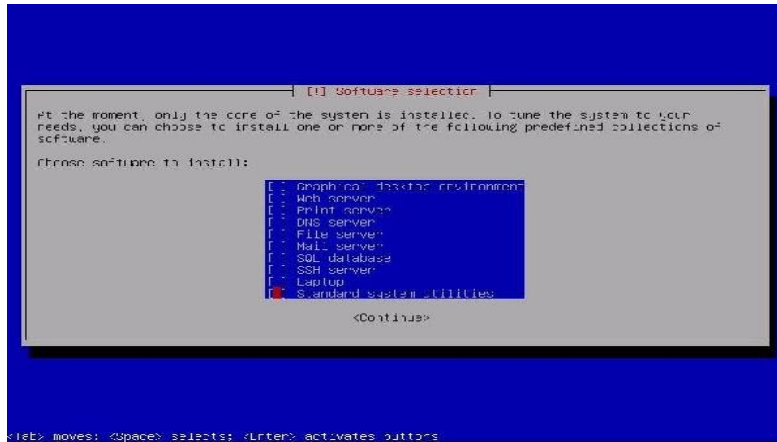 [!] Software selection
At the moment, only the core of the system is installed. To tune the system to your
needs, you can choose to install one or more of the following predefined collections of
software.
Choose software to install:
[ ] Graphical desktop environment
[ ] Web server
[ ] Print server
[ ] DNS server
[ ] File server
[ ] Mail server
[ ] SQL database
[ ] SSH server
[ ] Laptop
[ ] Standard system utilities
<Continue>
<Tab> moves; <Space> selects; <Enter> activates buttons